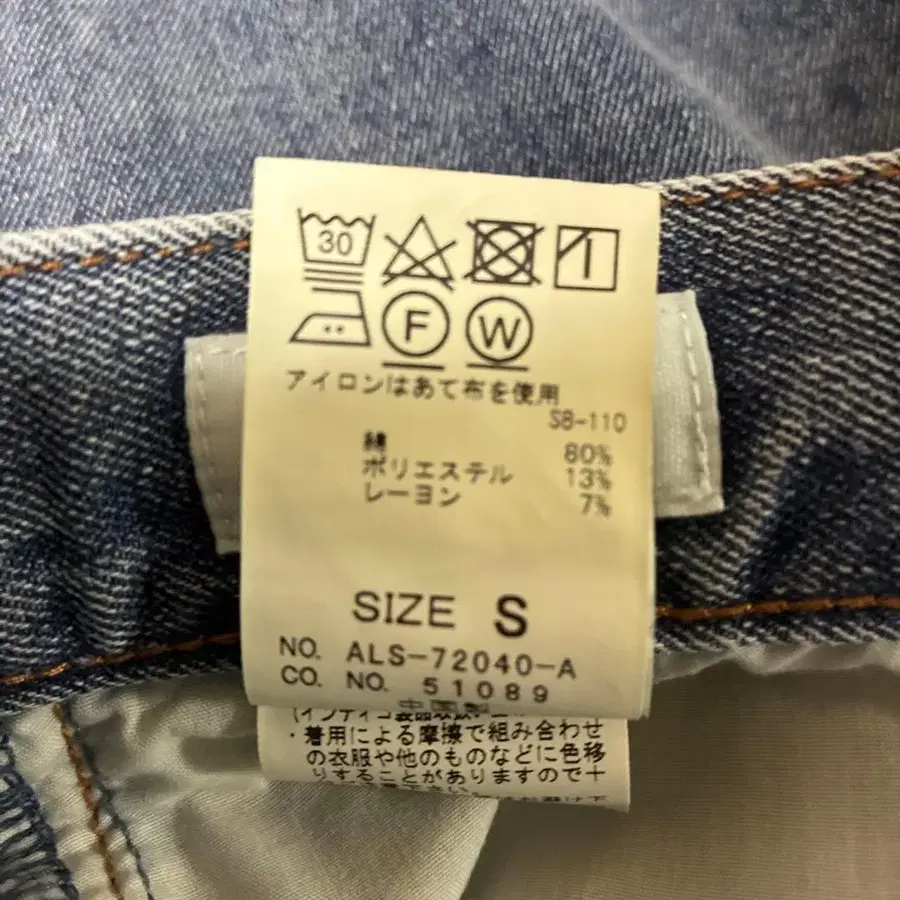 30
F W
アイロンはあて布を使用
S8-110
綿 80%
ポリエステル 13%
レーヨン 7%
SIZE S
NO. ALS-72040-A
CO. NO. 51089
中国製
・着用による摩擦で組み合わせ
の衣服や他のものなどに色移
りすることがありますので十